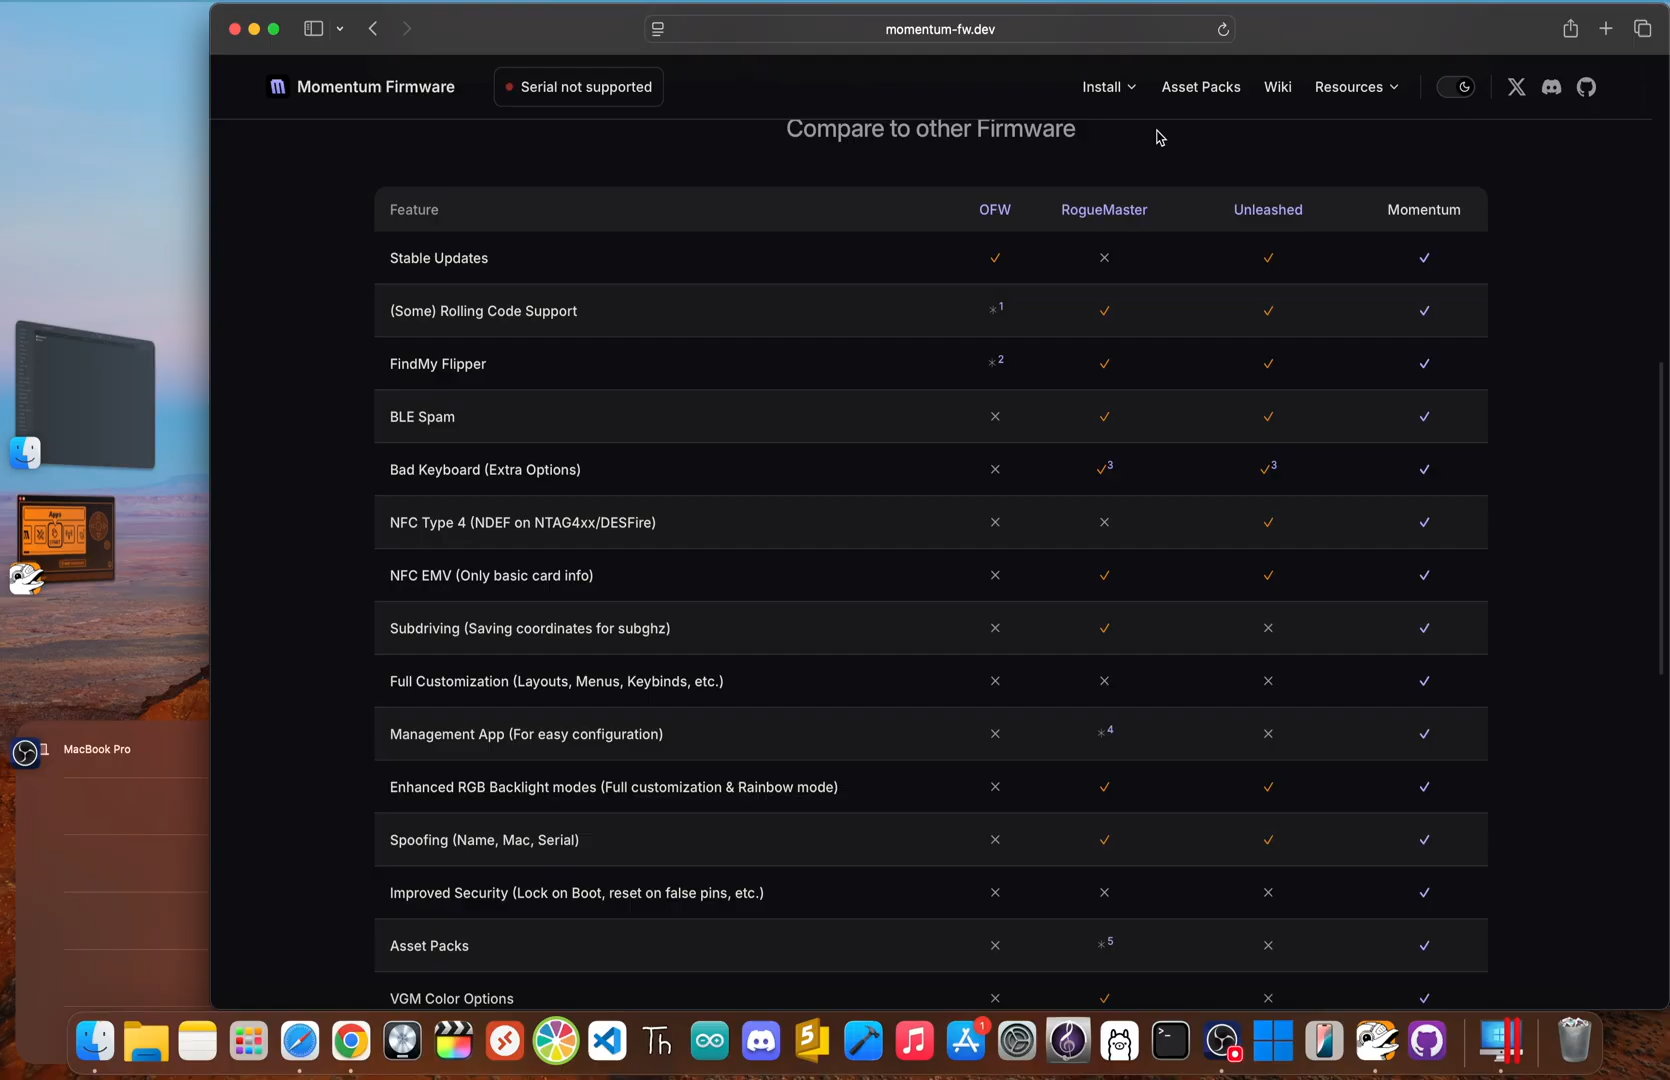 momentum-fw.dev
Momentum Firmware
Serial not supported
Install
Asset Packs
Wiki
Resources
Compare to other Firmware
Feature OFW RogueMaster Unleashed Momentum
Stable Updates ✓ × ✓ ✓
(Some) Rolling Code Support *1 ✓ ✓ ✓
FindMy Flipper *2 ✓ ✓ ✓
BLE Spam × ✓ ✓ ✓
Bad Keyboard (Extra Options) × ✓3 ✓3 ✓
NFC Type 4 (NDEF on NTAG4xx/DESFire) × × ✓ ✓
NFC EMV (Only basic card info) × ✓ ✓ ✓
Subdriving (Saving coordinates for subghz) × ✓ × ✓
Full Customization (Layouts, Menus, Keybinds, etc.) × × × ✓
Management App (For easy configuration) × *4 × ✓
Enhanced RGB Backlight modes (Full customization & Rainbow mode) × ✓ ✓ ✓
Spoofing (Name, Mac, Serial) × ✓ ✓ ✓
Improved Security (Lock on Boot, reset on false pins, etc.) × × × ✓
Asset Packs × *5 × ✓
VGM Color Options × ✓ × ✓
Apps
MacBook Pro
Th
5
1